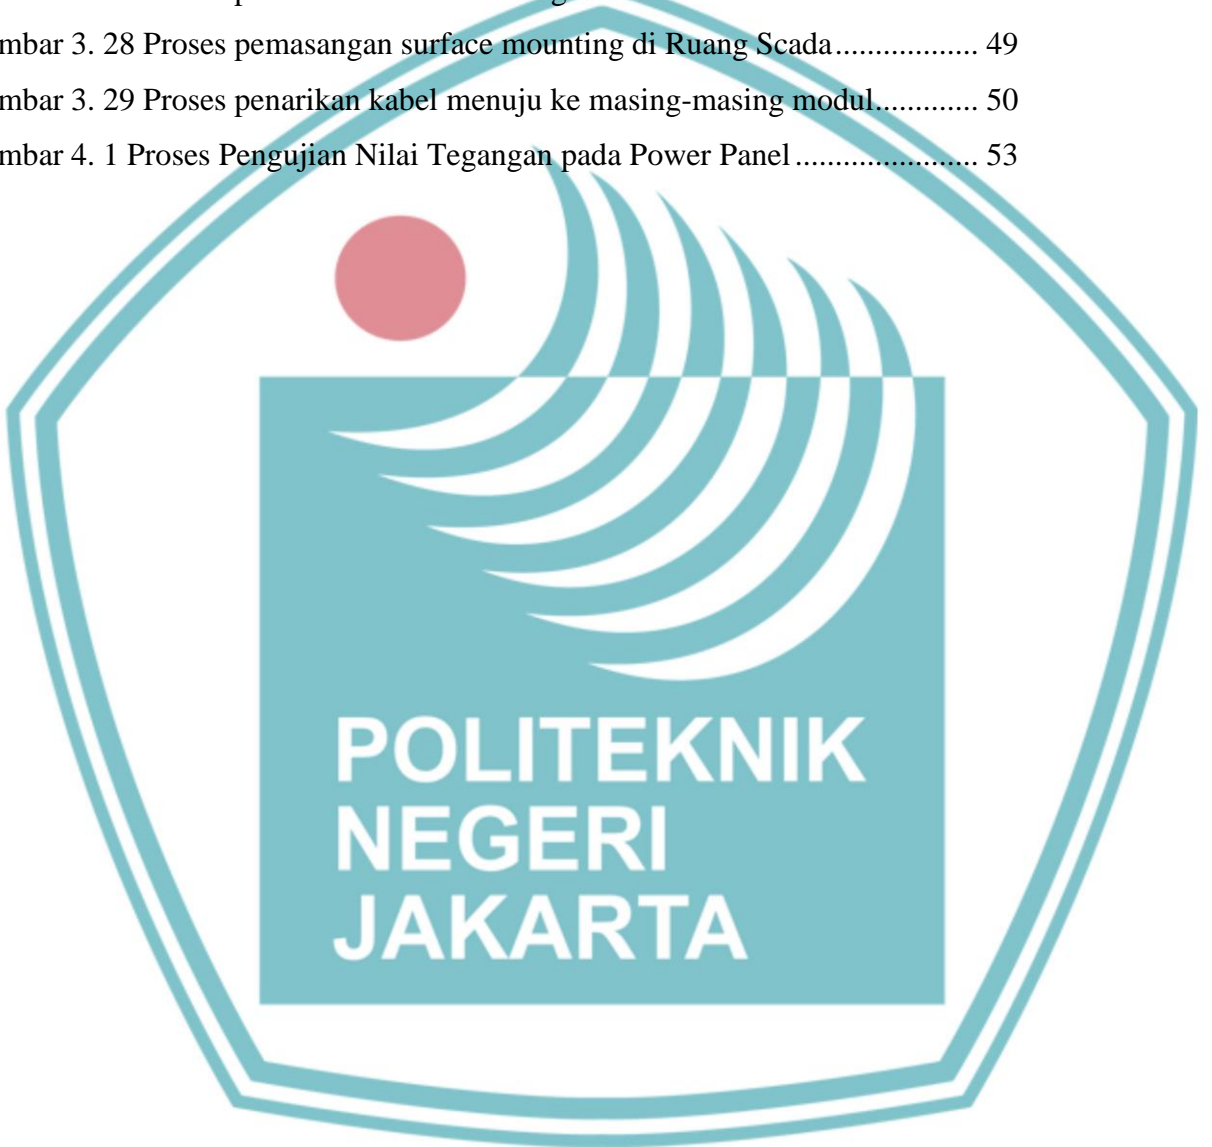 mbar 3. 28 Proses pemasangan surface mounting di Ruang Scada.................. 49
mbar 3. 29 Proses penarikan kabel menuju ke masing-masing modul............. 50
mbar 4. 1 Proses Pengujian Nilai Tegangan pada Power Panel....................... 53
POLITEKNIK
NEGERI
JAKARTA